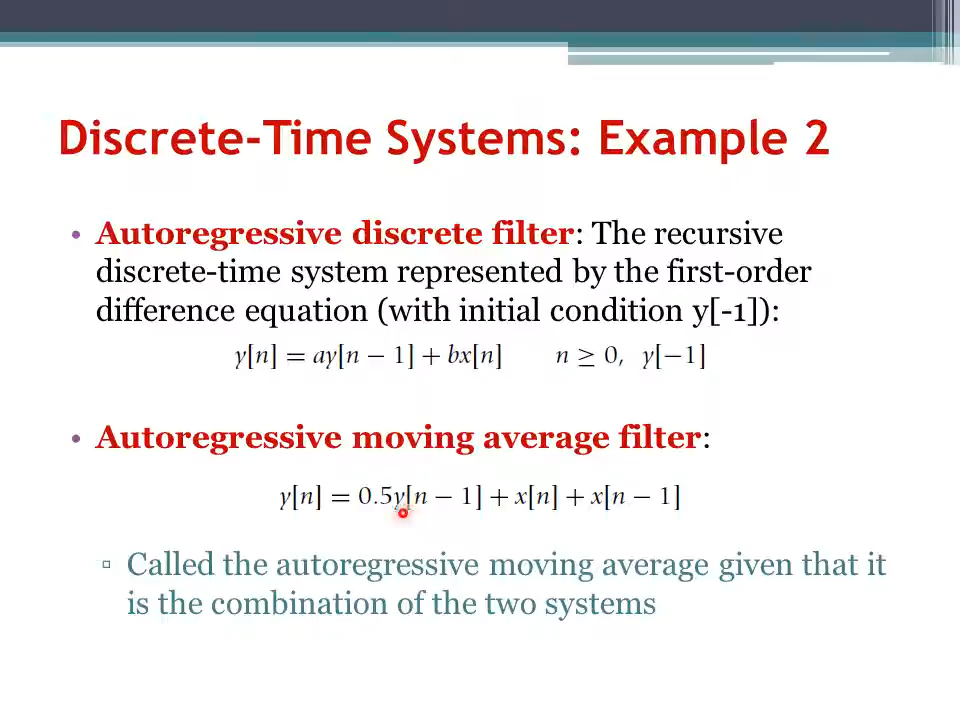 Discrete-Time Systems: Example 2
• Autoregressive discrete filter: The recursive
discrete-time system represented by the first-order
difference equation (with initial condition y[-1]):
y[n] = ay[n − 1] + bx[n] n ≥ 0, y[−1]
• Autoregressive moving average filter:
y[n] = 0.5y[n − 1] + x[n] + x[n − 1]
▫ Called the autoregressive moving average given that it
is the combination of the two systems